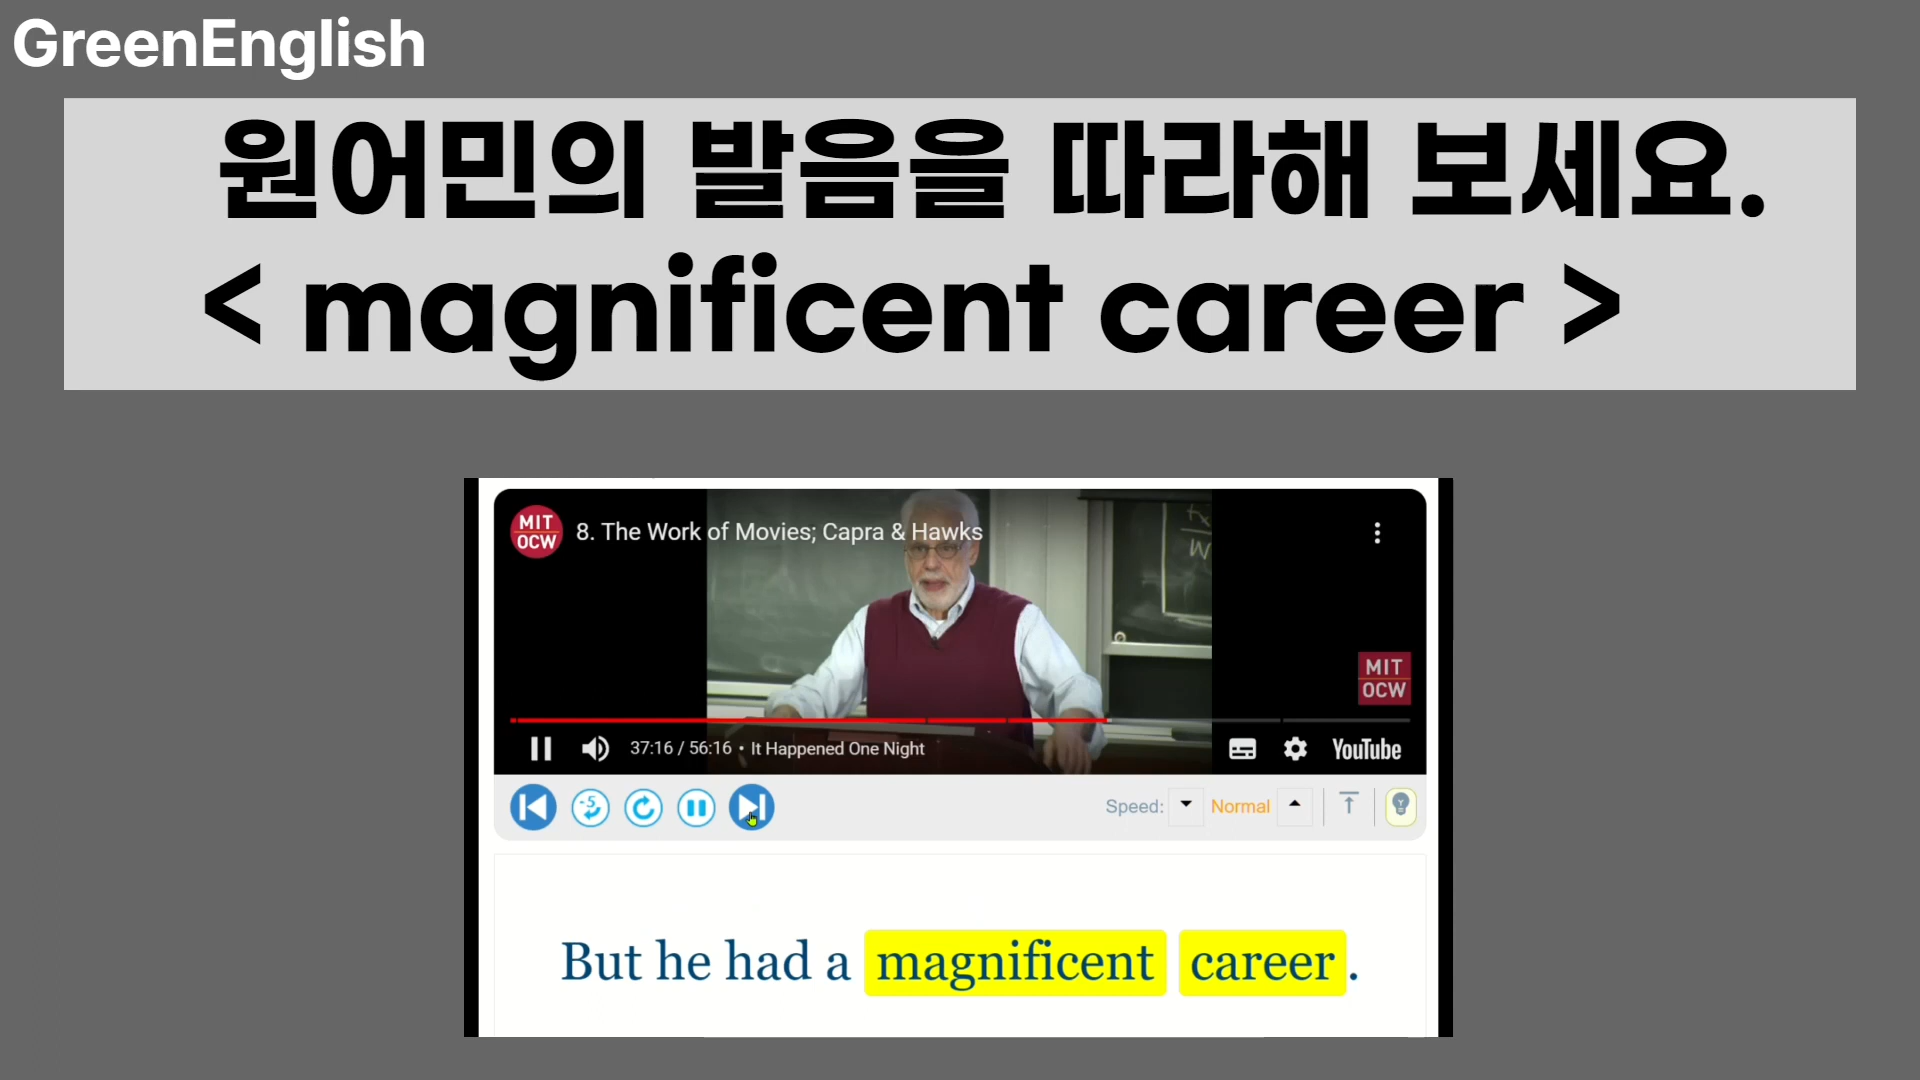 GreenEnglish
원어민의 발음을 따라해 보세요.
< magnificent career >
MIT
OCW
8. The Work of Movies; Capra & Hawks
MIT
OCW
37:16 / 56:16 • It Happened One Night
YouTube
-5
Speed: Normal
But he had a magnificent career.